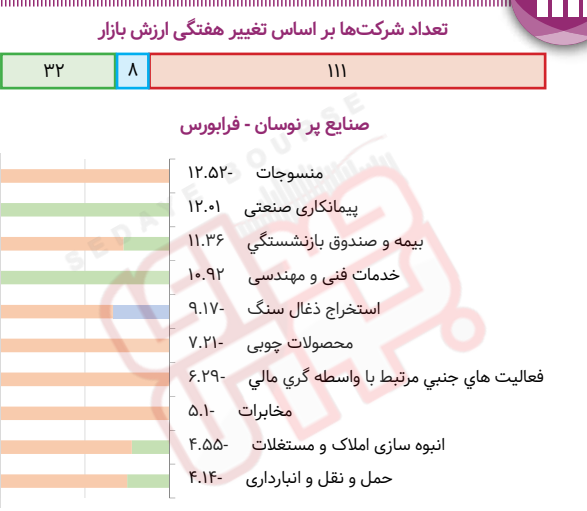 تعداد شرکت‌ها بر اساس تغییر هفتگی ارزش بازار
۱۱۱ ۸ ۳۲
صنایع پر نوسان - فرابورس
منسوجات -۱۲.۵۲
پیمانکاری صنعتی ۱۲.۰۱
بیمه و صندوق بازنشستگي ۱۱.۳۶
خدمات فنی و مهندسی ۱۰.۹۲
استخراج ذغال سنگ -۹.۱۷
محصولات چوبی -۷.۲۱
فعالیت هاي جنبي مرتبط با واسطه گري مالي -۶.۲۹
مخابرات -۵.۱
انبوه سازی املاک و مستغلات -۴.۵۵
حمل و نقل و انبارداری -۴.۱۴
SEDAYE BOURSE